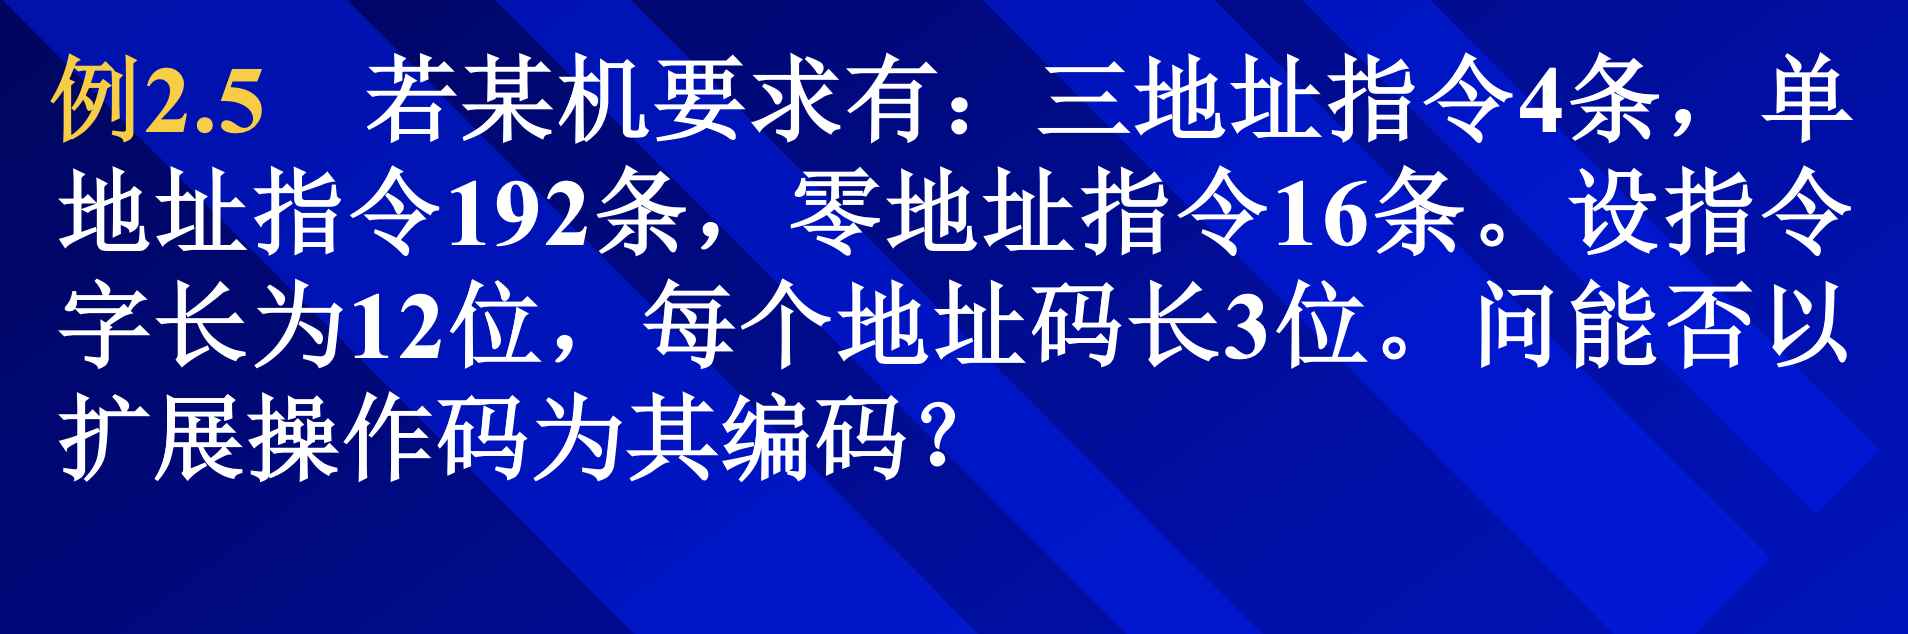 例2.5 若某机要求有：三地址指令4条，单
地址指令192条，零地址指令16条。设指令
字长为12位，每个地址码长3位。问能否以
扩展操作码为其编码？